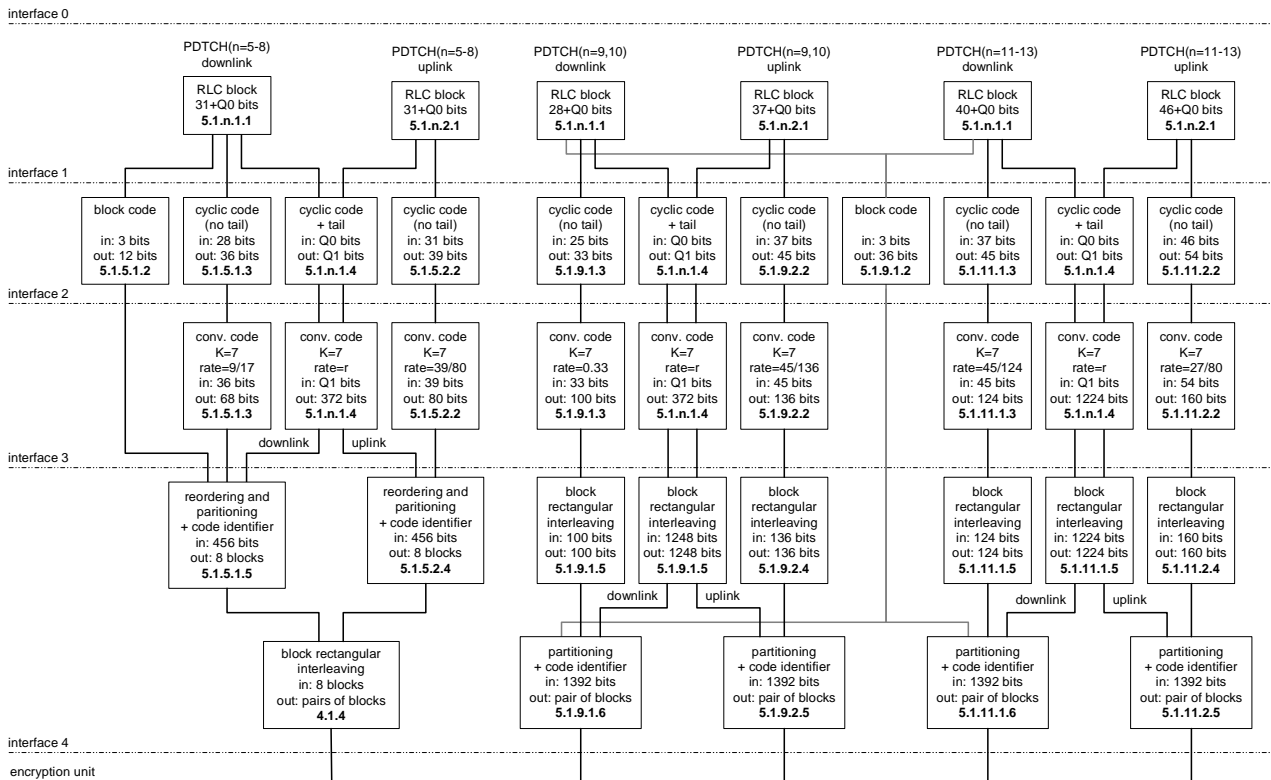 interface 0
PDTCH(n=5-8)
downlink
PDTCH(n=5-8)
uplink
PDTCH(n=9,10)
downlink
PDTCH(n=9,10)
uplink
PDTCH(n=11-13)
downlink
PDTCH(n=11-13)
uplink
RLC block
31+Q0 bits
5.1.n.1.1
RLC block
31+Q0 bits
5.1.n.2.1
RLC block
28+Q0 bits
5.1.n.1.1
RLC block
37+Q0 bits
5.1.n.2.1
RLC block
40+Q0 bits
5.1.n.1.1
RLC block
46+Q0 bits
5.1.n.2.1
interface 1
block code
in: 3 bits
out: 12 bits
5.1.5.1.2
cyclic code
(no tail)
in: 28 bits
out: 36 bits
5.1.5.1.3
cyclic code
+ tail
in: Q0 bits
out: Q1 bits
5.1.n.1.4
cyclic code
(no tail)
in: 31 bits
out: 39 bits
5.1.5.2.2
cyclic code
(no tail)
in: 25 bits
out: 33 bits
5.1.9.1.3
cyclic code
+ tail
in: Q0 bits
out: Q1 bits
5.1.n.1.4
cyclic code
(no tail)
in: 37 bits
out: 45 bits
5.1.9.2.2
block code
in: 3 bits
out: 36 bits
5.1.9.1.2
cyclic code
(no tail)
in: 37 bits
out: 45 bits
5.1.11.1.3
cyclic code
+ tail
in: Q0 bits
out: Q1 bits
5.1.n.1.4
cyclic code
(no tail)
in: 46 bits
out: 54 bits
5.1.11.2.2
interface 2
conv. code
K=7
rate=9/17
in: 36 bits
out: 68 bits
5.1.5.1.3
conv. code
K=7
rate=r
in: Q1 bits
out: 372 bits
5.1.n.1.4
conv. code
K=7
rate=39/80
in: 39 bits
out: 80 bits
5.1.5.2.2
conv. code
K=7
rate=0.33
in: 33 bits
out: 100 bits
5.1.9.1.3
conv. code
K=7
rate=r
in: Q1 bits
out: 372 bits
5.1.n.1.4
conv. code
K=7
rate=45/136
in: 45 bits
out: 136 bits
5.1.9.2.2
conv. code
K=7
rate=45/124
in: 45 bits
out: 124 bits
5.1.11.1.3
conv. code
K=7
rate=r
in: Q1 bits
out: 1224 bits
5.1.n.1.4
conv. code
K=7
rate=27/80
in: 54 bits
out: 160 bits
5.1.11.2.2
downlink
uplink
interface 3
reordering and
paritioning
+ code identifier
in: 456 bits
out: 8 blocks
5.1.5.1.5
reordering and
partitioning
+ code identifier
in: 456 bits
out: 8 blocks
5.1.5.2.4
block
rectangular
interleaving
in: 100 bits
out: 100 bits
5.1.9.1.5
block
rectangular
interleaving
in: 1248 bits
out: 1248 bits
5.1.9.1.5
block
rectangular
interleaving
in: 136 bits
out: 136 bits
5.1.9.2.4
block
rectangular
interleaving
in: 124 bits
out: 124 bits
5.1.11.1.5
block
rectangular
interleaving
in: 1224 bits
out: 1224 bits
5.1.11.1.5
block
rectangular
interleaving
in: 160 bits
out: 160 bits
5.1.11.2.4
downlink
uplink
downlink
uplink
block rectangular
interleaving
in: 8 blocks
out: pairs of blocks
4.1.4
partitioning
+ code identifier
in: 1392 bits
out: pair of blocks
5.1.9.1.6
partitioning
+ code identifier
in: 1392 bits
out: pair of blocks
5.1.9.2.5
partitioning
+ code identifier
in: 1392 bits
out: pair of blocks
5.1.11.1.6
partitioning
+ code identifier
in: 1392 bits
out: pair of blocks
5.1.11.2.5
interface 4
encryption unit